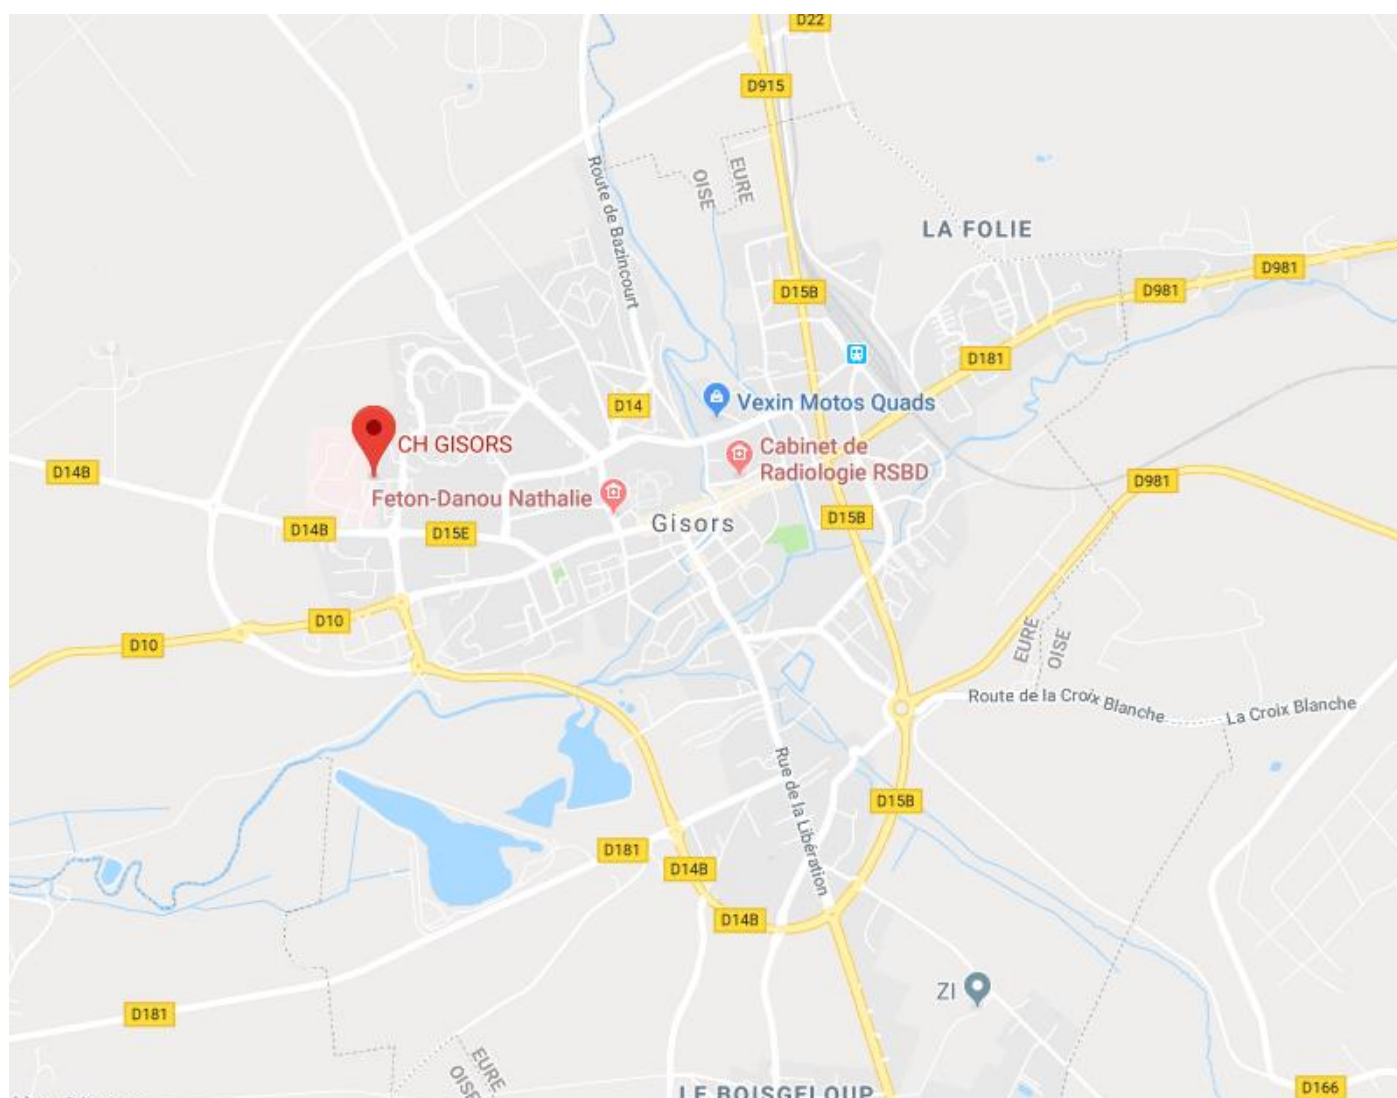 D22
D915
EURE
OISE
Route de Bazincourt
LA FOLIE
D981
D981
D15B
D181
D14
Vexin Motos Quads
CH GISORS
Cabinet de
Radiologie RSBD
D14B
D981
Feton-Danou Nathalie
Gisors
D15B
D14B
D15E
D10
D10
EURE
OISE
Route de la Croix Blanche
La Croix Blanche
Rue de la Libération
D15B
D181
D14B
D14B
ZI
D181
EURE
OISE
D166
LE BOISGELOUP